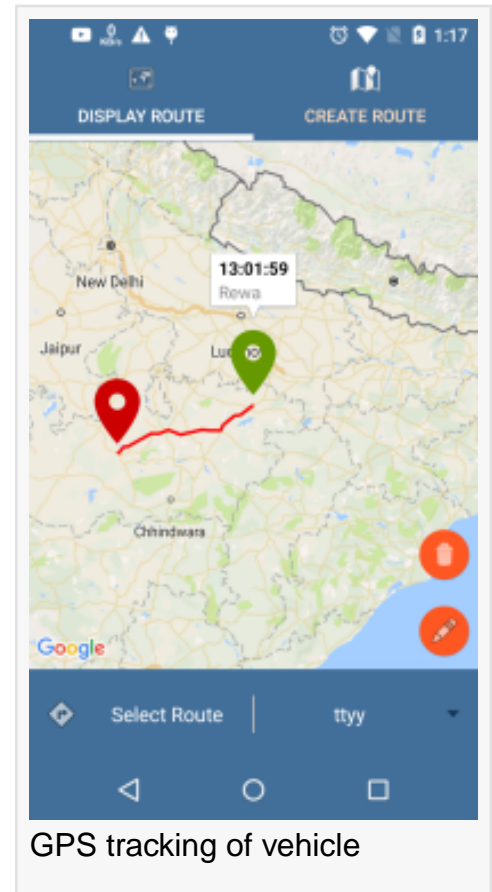 1:17
DISPLAY ROUTE
CREATE ROUTE
13:01:59
Rewa
New Delhi
Jaipur
Chhindwara
Google
Select Route
ttyy
GPS tracking of vehicle